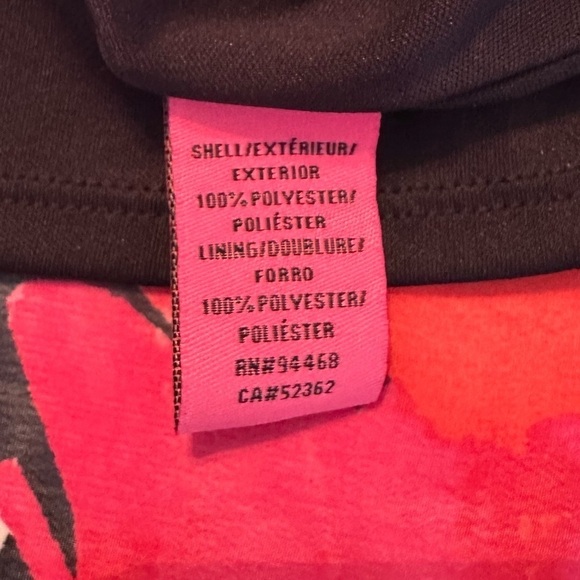 SHELL/EXTÉRIEUR/
EXTERIOR
100% POLYESTER/
POLIÉSTER
LINING/DOUBLURE/
FORRO
100% POLYESTER/
POLIÉSTER
RN#94468
CA#52362